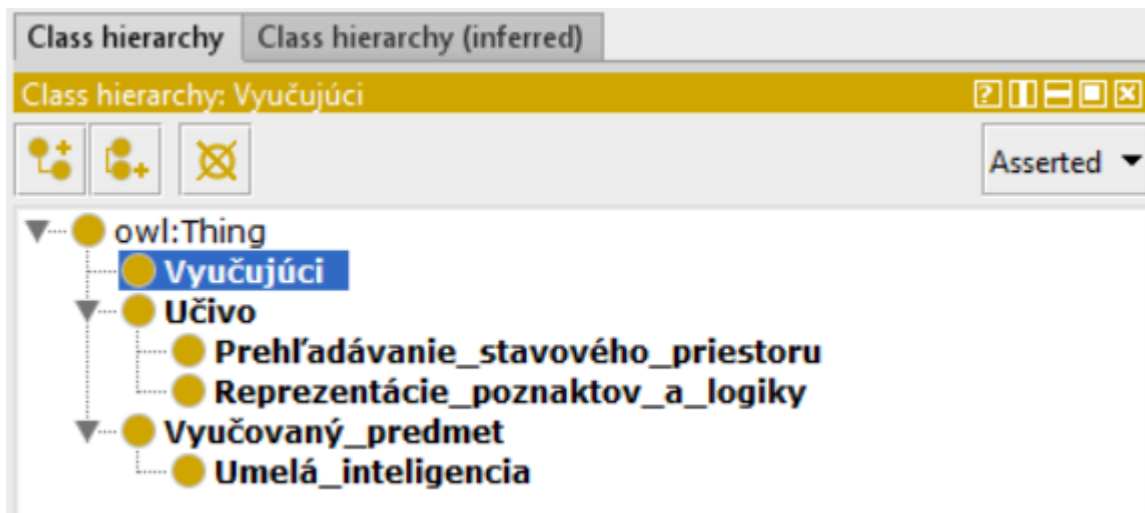 Class hierarchy Class hierarchy (inferred)
Class hierarchy: Vyučujúci
Asserted
owl:Thing
Vyučujúci
Učivo
Prehľadávanie_stavového_priestoru
Reprezentácie_poznaktov_a_logiky
Vyučovaný_predmet
Umelá_inteligencia